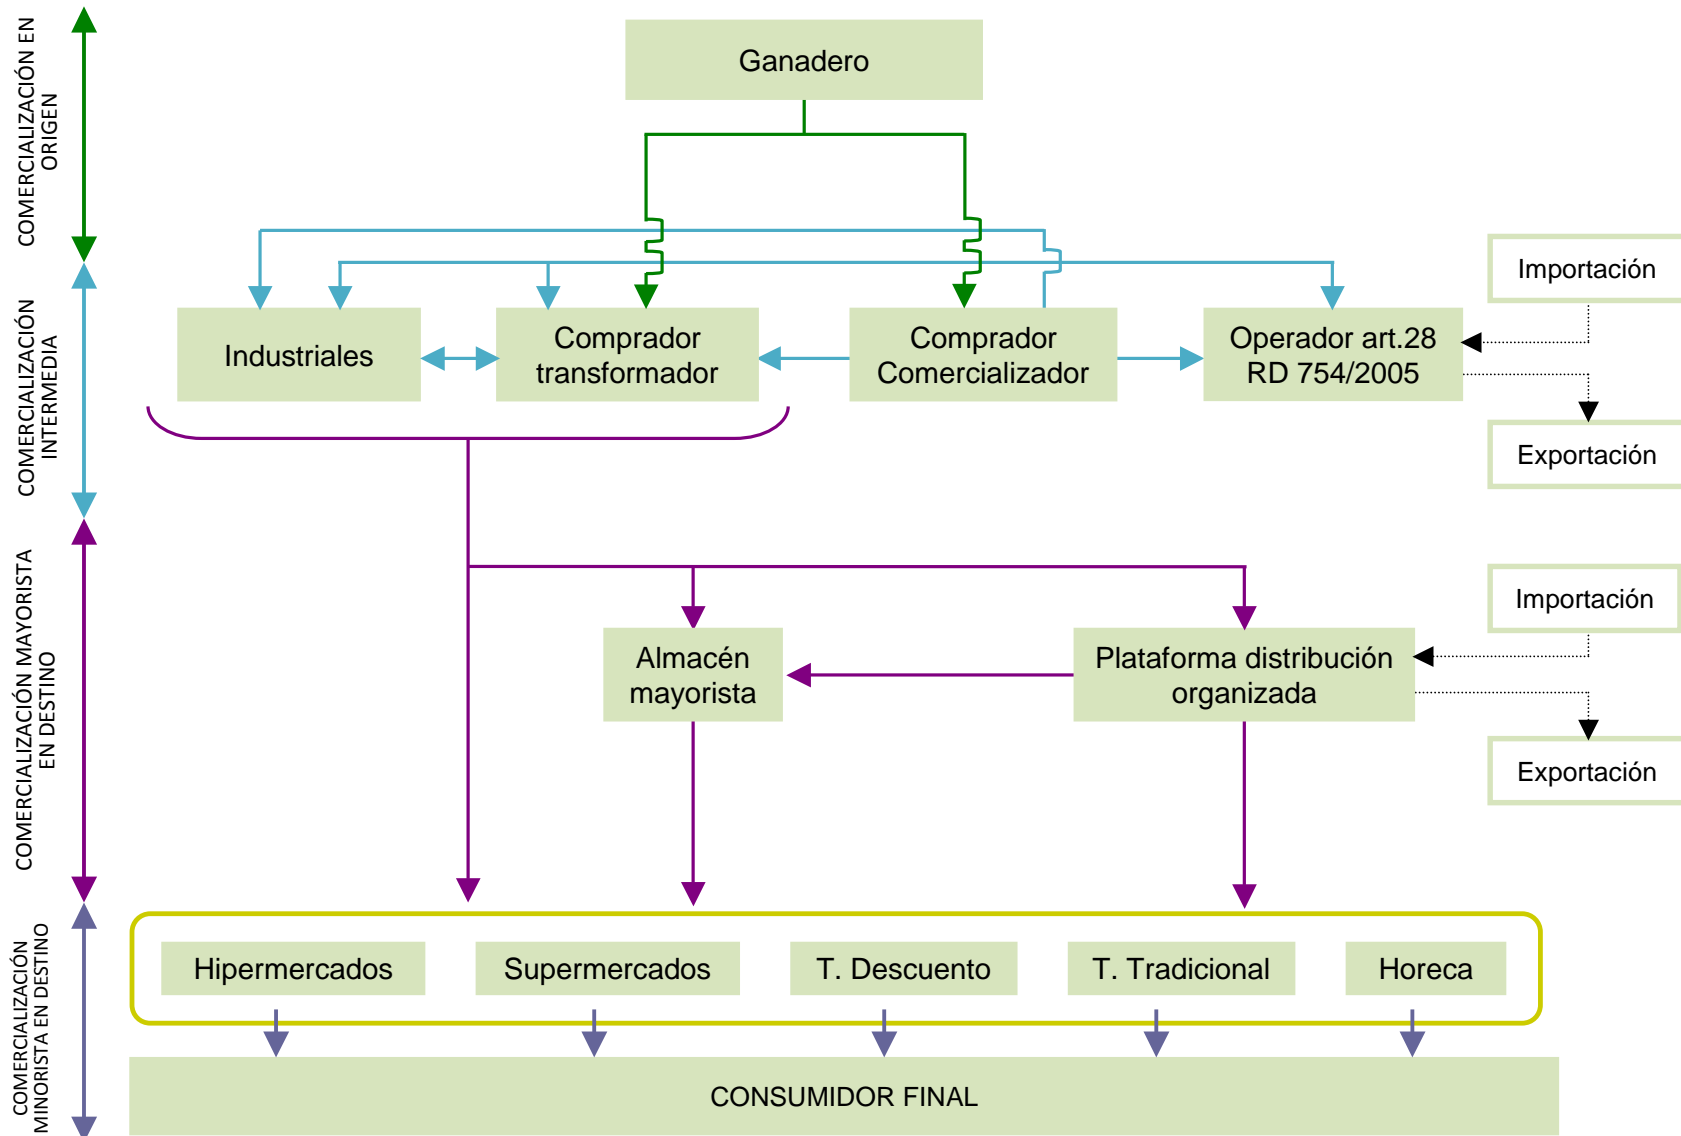 COMERCIALIZACIÓN EN
ORIGEN
Ganadero
COMERCIALIZACIÓN
INTERMEDIA
Industriales
Comprador
transformador
Comprador
Comercializador
Operador art.28
RD 754/2005
Importación
Exportación
COMERCIALIZACIÓN MAYORISTA
EN DESTINO
Almacén
mayorista
Plataforma distribución
organizada
Importación
Exportación
COMERCIALIZACIÓN
MINORISTA EN DESTINO
Hipermercados
Supermercados
T. Descuento
T. Tradicional
Horeca
CONSUMIDOR FINAL